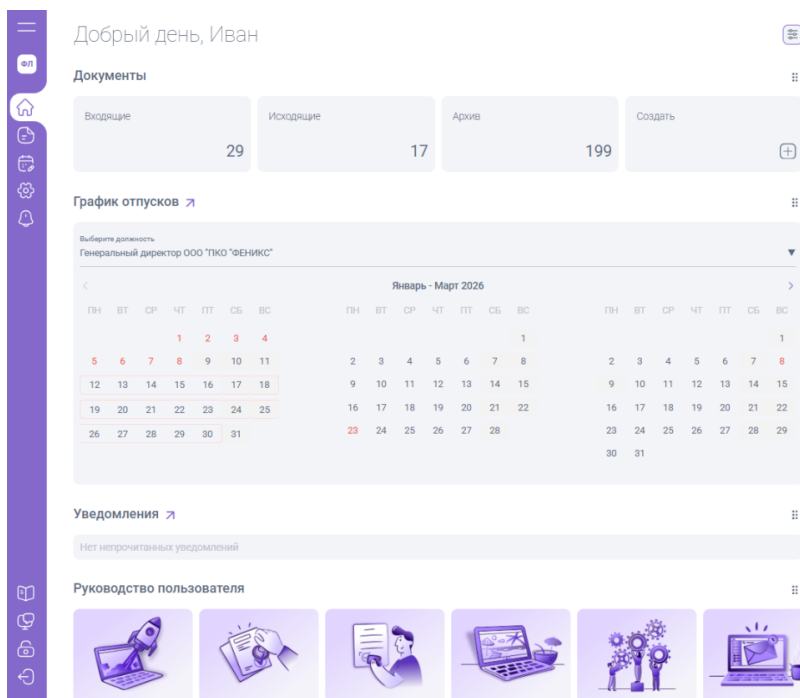 Добрый день, Иван
ФЛ
Документы
Входящие Исходящие Архив Создать
29 17 199
График отпусков
Выберите должность
Генеральный директор ООО "ПКО "ФЕНИКС"
Январь - Март 2026
ПН ВТ СР ЧТ ПТ СБ ВС ПН ВТ СР ЧТ ПТ СБ ВС ПН ВТ СР ЧТ ПТ СБ ВС
1 2 3 4 1 1
5 6 7 8 9 10 11 2 3 4 5 6 7 8 2 3 4 5 6 7 8
12 13 14 15 16 17 18 9 10 11 12 13 14 15 9 10 11 12 13 14 15
19 20 21 22 23 24 25 16 17 18 19 20 21 22 16 17 18 19 20 21 22
26 27 28 29 30 31 23 24 25 26 27 28 23 24 25 26 27 28 29
30 31
Уведомления
Нет непрочитанных уведомлений
Руководство пользователя